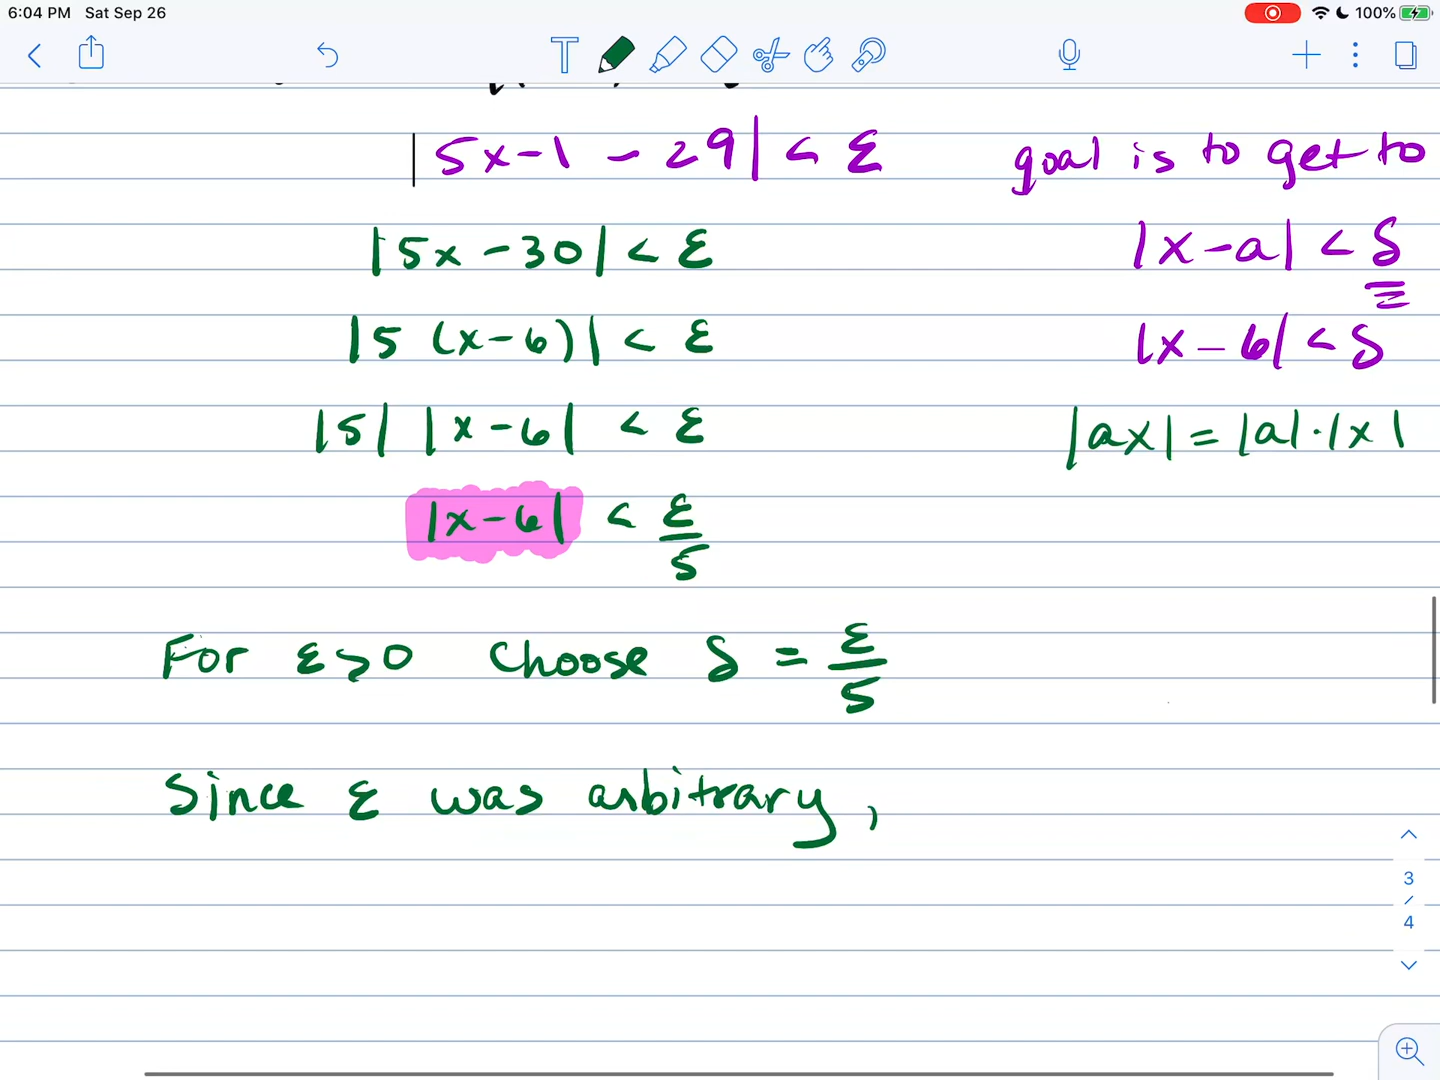 6:04 PM Sat Sep 26
100%
|5x-1 - 29| < ε
goal is to get to
|5x - 30| < ε
|x-a| < δ
|5 (x-6)| < ε
|x-6| < δ
|5| |x-6| < ε
|ax| = |a|·|x|
|x-6| < ε/5
For ε>0 choose δ = ε/5
Since ε was arbitrary,
3
/
4